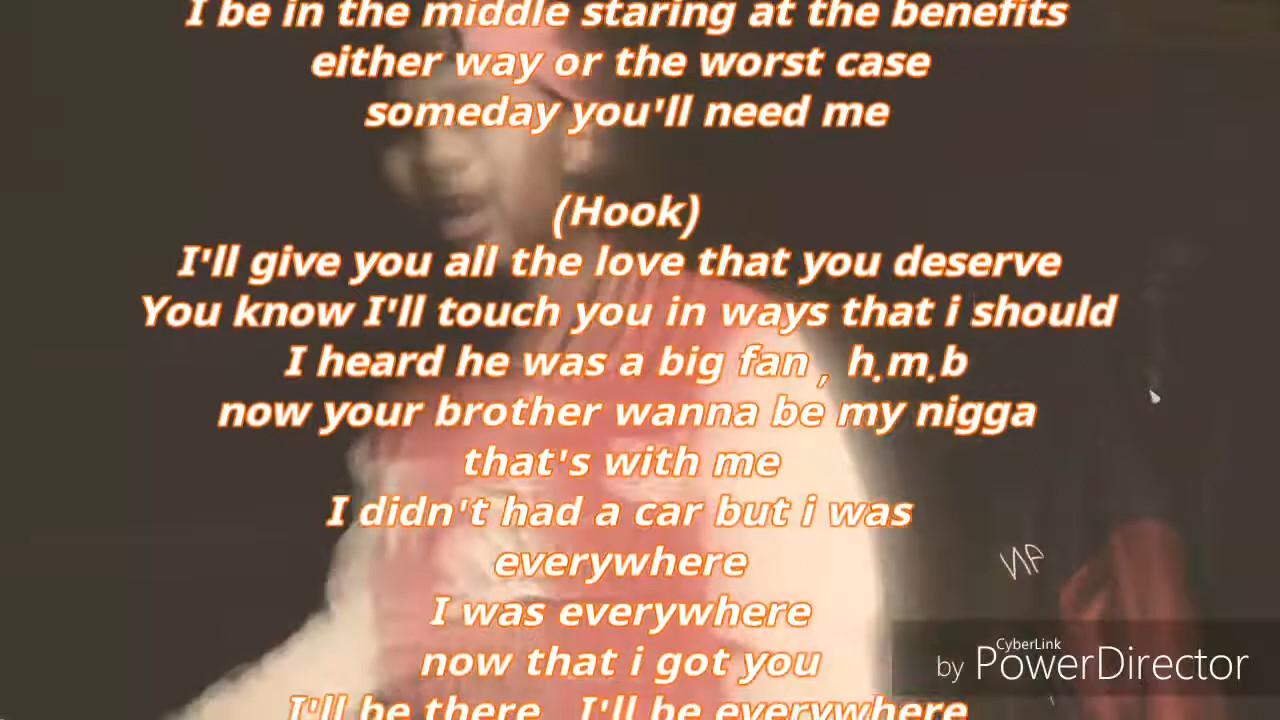 I be in the middle staring at the benefits
either way or the worst case
someday you'll need me
(Hook)
I'll give you all the love that you deserve
You know I'll touch you in ways that i should
I heard he was a big fan , h.m.b
now your brother wanna be my nigga
that's with me
I didn't had a car but i was
everywhere
I was everywhere
now that i got you
I'll be there I'll be everywhere
CyberLink
by PowerDirector